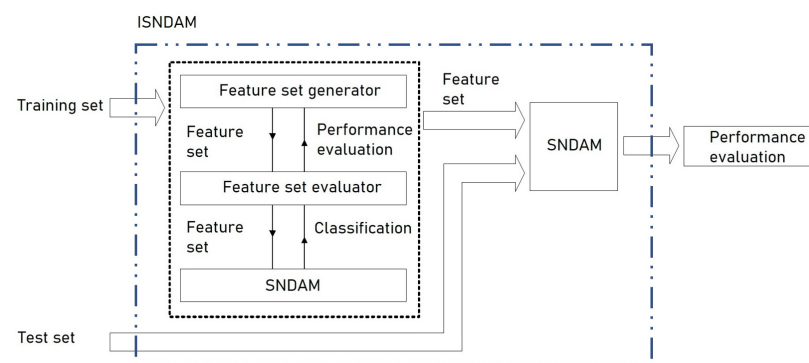 ISNDAM
Training set
Feature set generator
Feature
set
Performance
evaluation
Feature set evaluator
Feature
set
Classification
SNDAM
Feature
set
SNDAM
Performance
evaluation
Test set